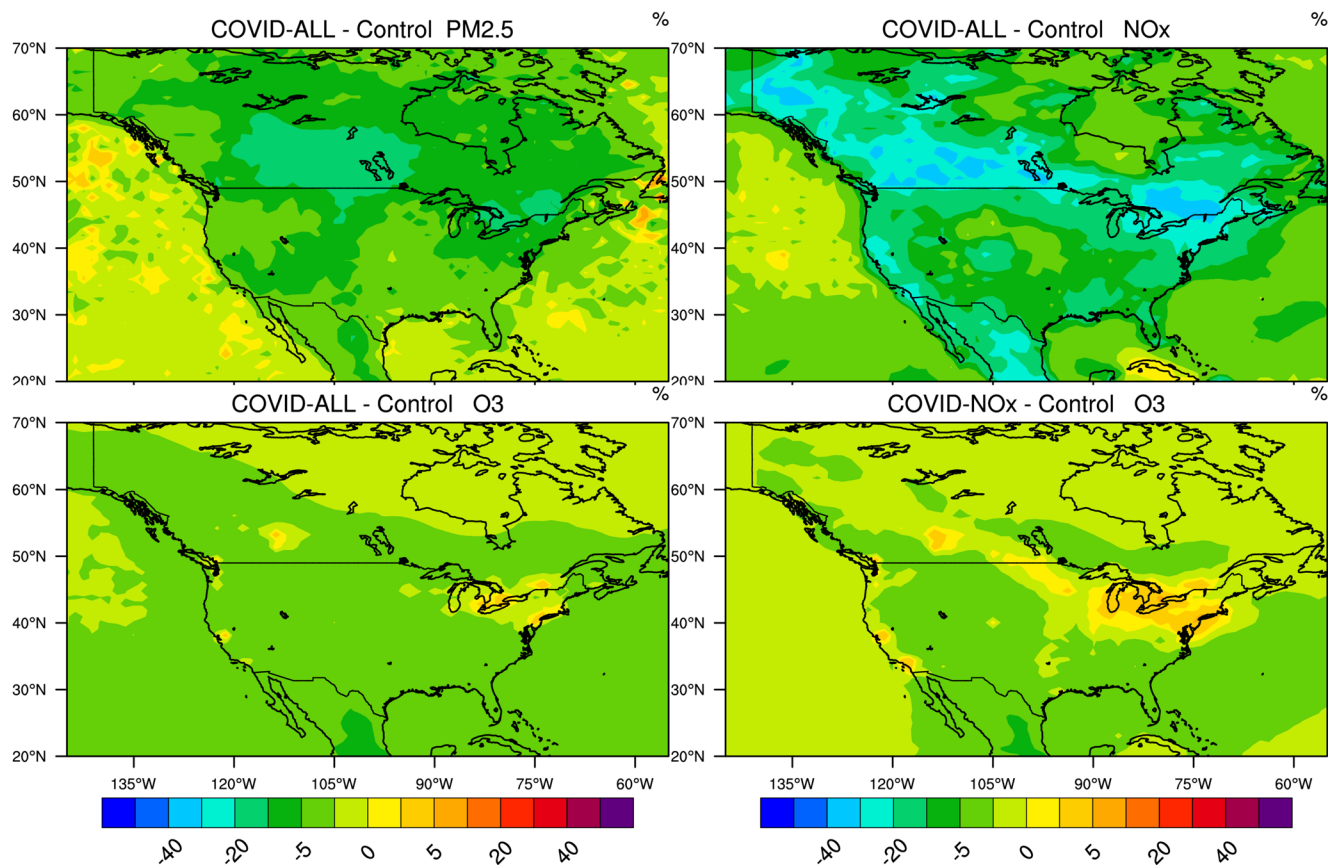 COVID-ALL - Control PM2.5 %
70°N
60°N
50°N
40°N
30°N
20°N
COVID-ALL - Control NOx %
70°N
60°N
50°N
40°N
30°N
20°N
COVID-ALL - Control O3 %
70°N
60°N
50°N
40°N
30°N
20°N
135°W 120°W 105°W 90°W 75°W 60°W
COVID-NOx - Control O3 %
70°N
60°N
50°N
40°N
30°N
20°N
135°W 120°W 105°W 90°W 75°W 60°W
-40 -20 -5 0 5 20 40
-40 -20 -5 0 5 20 40